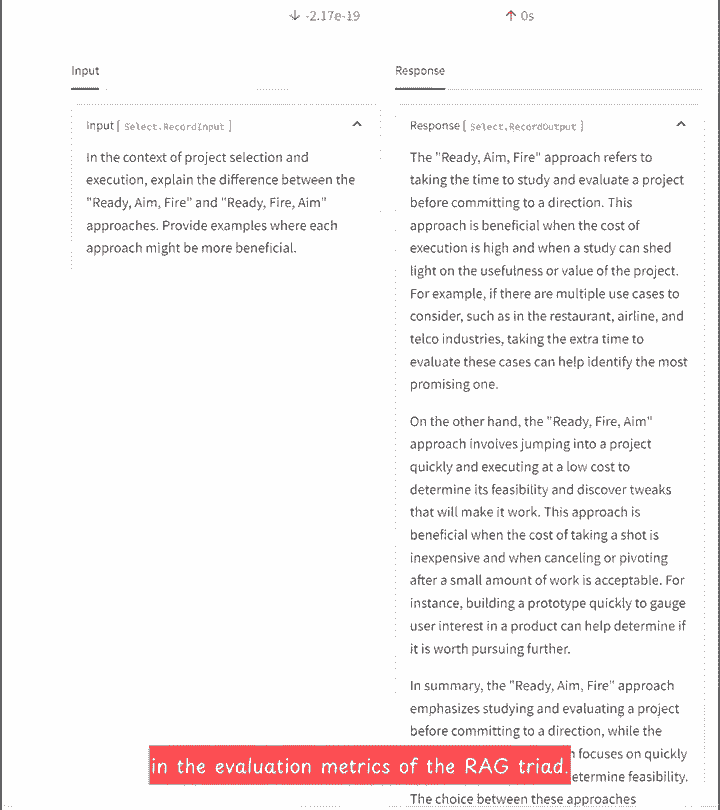 ↓ -2.17e-19
↑ 0s
Input
Input [ Select.RecordInput ]
In the context of project selection and
execution, explain the difference between the
"Ready, Aim, Fire" and "Ready, Fire, Aim"
approaches. Provide examples where each
approach might be more beneficial.
Response
Response [ Select.RecordOutput ]
The "Ready, Aim, Fire" approach refers to
taking the time to study and evaluate a project
before committing to a direction. This
approach is beneficial when the cost of
execution is high and when a study can shed
light on the usefulness or value of the project.
For example, if there are multiple use cases to
consider, such as in the restaurant, airline, and
telco industries, taking the extra time to
evaluate these cases can help identify the most
promising one.
On the other hand, the "Ready, Fire, Aim"
approach involves jumping into a project
quickly and executing at a low cost to
determine its feasibility and discover tweaks
that will make it work. This approach is
beneficial when the cost of taking a shot is
inexpensive and when canceling or pivoting
after a small amount of work is acceptable. For
instance, building a prototype quickly to gauge
user interest in a product can help determine if
it is worth pursuing further.
In summary, the "Ready, Aim, Fire" approach
emphasizes studying and evaluating a project
before committing to a direction, while the
focuses on quickly
determine feasibility.
The choice between these approaches
in the evaluation metrics of the RAG triad.